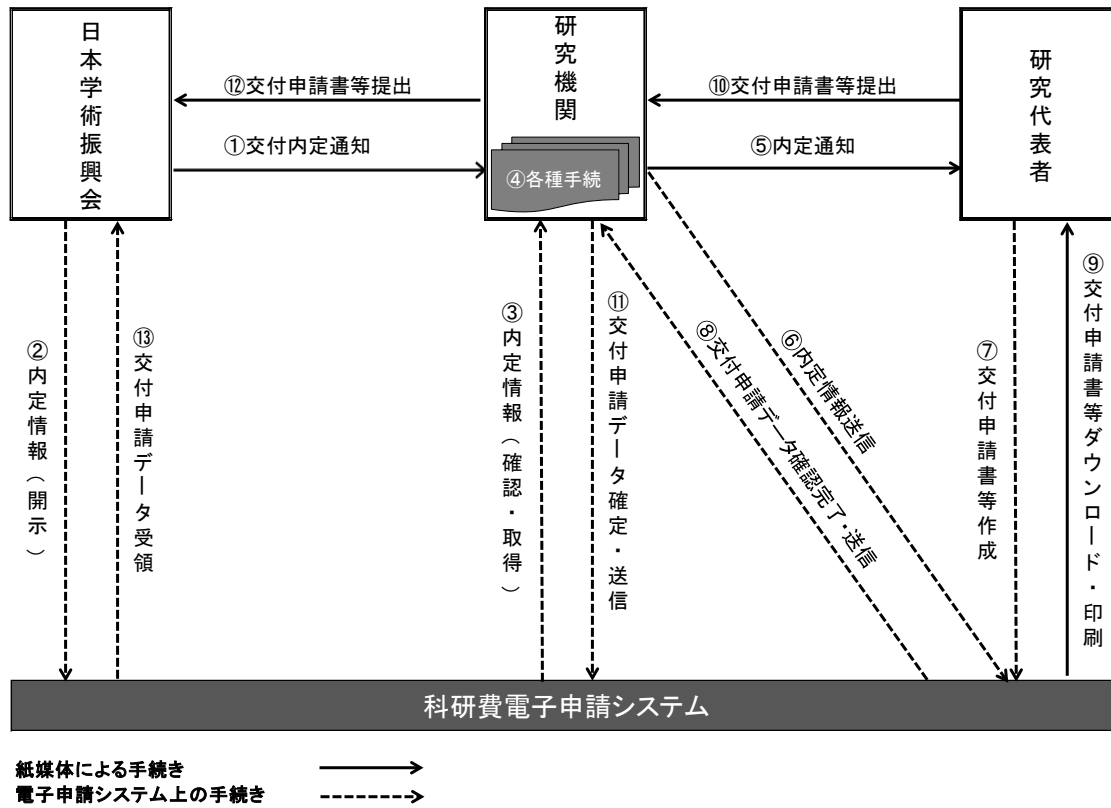 日本学術振興会
研究機関
研究代表者
⑫交付申請書等提出
⑩交付申請書等提出
①交付内定通知
⑤内定通知
④各種手続
②内定情報（開示）
⑬交付申請データ受領
③内定情報（確認・取得）
⑪交付申請データ確定・送信
⑧交付申請データ確認完了・送信
⑥内定情報送信
⑦交付申請書等作成
⑨交付申請書等ダウンロード・印刷
科研費電子申請システム
紙媒体による手続き
電子申請システム上の手続き